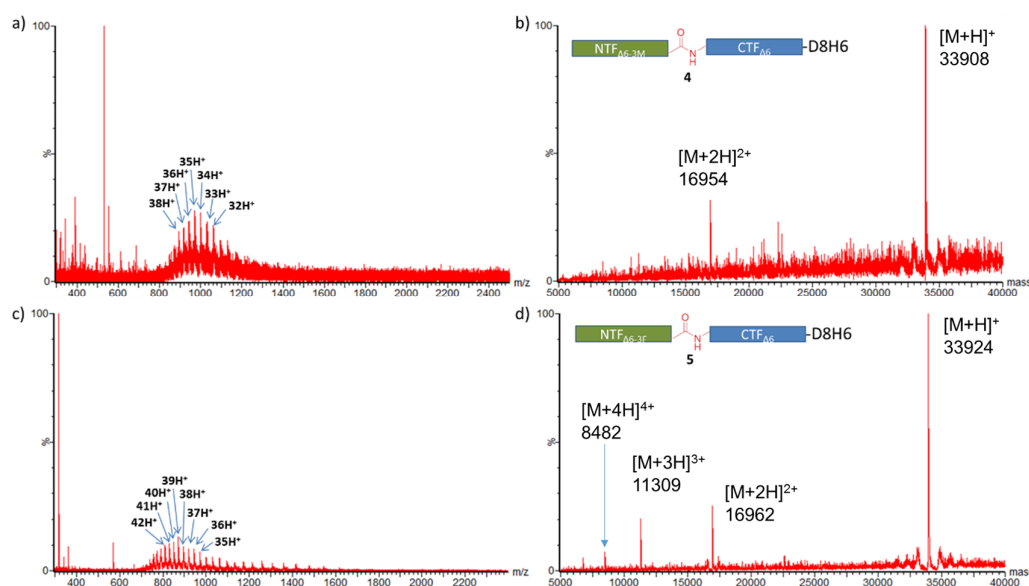 a)
100
%
0
38H⁺
37H⁺
36H⁺
35H⁺
34H⁺
33H⁺
32H⁺
400
600
800
1000
1200
1400
1600
1800
2000
2200
2400
m/z
b)
100
%
0
NTF_Δ6-3M
O
N
H
CTF_Δ6
-D8H6
4
[M+H]⁺
33908
[M+2H]²⁺
16954
5000
10000
15000
20000
25000
30000
35000
40000
mass
c)
100
%
0
42H⁺
41H⁺
40H⁺
39H⁺
38H⁺
37H⁺
36H⁺
35H⁺
400
600
800
1000
1200
1400
1600
1800
2000
2200
m/z
d)
100
%
0
NTF
O
N
H
CTF_Δ6
-D8H6
5
[M+H]⁺
33924
[M+4H]⁴⁺
8482
[M+3H]³⁺
11309
[M+2H]²⁺
16962
5000
10000
15000
20000
25000
30000
35000
mass